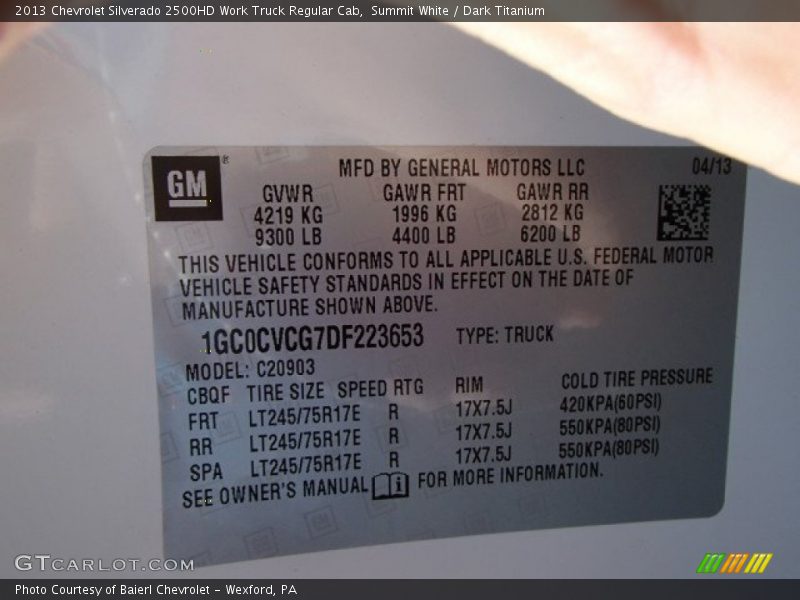 2013 Chevrolet Silverado 2500HD Work Truck Regular Cab, Summit White / Dark Titanium
GM ® MFD BY GENERAL MOTORS LLC 04/13
GVWR GAWR FRT GAWR RR
4219 KG 1996 KG 2812 KG
9300 LB 4400 LB 6200 LB
THIS VEHICLE CONFORMS TO ALL APPLICABLE U.S. FEDERAL MOTOR
VEHICLE SAFETY STANDARDS IN EFFECT ON THE DATE OF
MANUFACTURE SHOWN ABOVE.
1GC0CVCG7DF223653 TYPE: TRUCK
MODEL: C20903
CBQF TIRE SIZE SPEED RTG RIM COLD TIRE PRESSURE
FRT LT245/75R17E R 17X7.5J 420KPA(60PSI)
RR LT245/75R17E R 17X7.5J 550KPA(80PSI)
SPA LT245/75R17E R 17X7.5J 550KPA(80PSI)
SEE OWNER'S MANUAL i FOR MORE INFORMATION.
GTCARLOT.COM
Photo Courtesy of Baierl Chevrolet - Wexford, PA